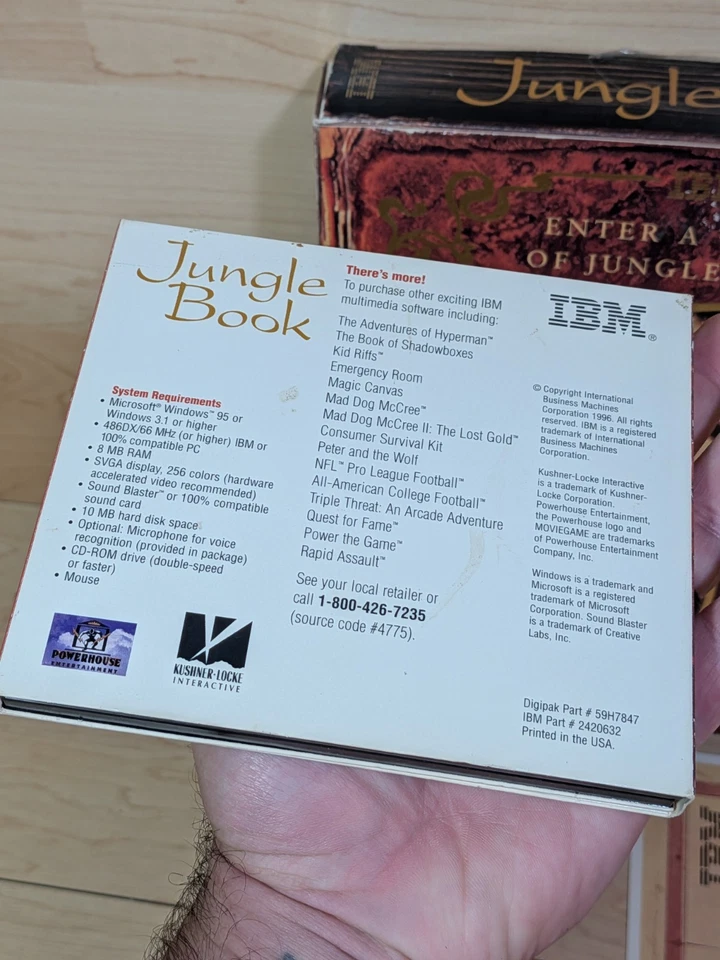 Jungle
ENTER A
OF JUNGLE
Jungle
Book
System Requirements
• Microsoft® Windows™ 95 or
Windows 3.1 or higher
• 486DX/66 MHz (or higher) IBM or
100% compatible PC
• 8 MB RAM
• SVGA display, 256 colors (hardware
accelerated video recommended)
• Sound Blaster™ or 100% compatible
sound card
• 10 MB hard disk space
• Optional: Microphone for voice
recognition (provided in package)
• CD-ROM drive (double-speed
or faster)
• Mouse
POWERHOUSE
ENTERTAINMENT
KUSHNER-LOCKE
INTERACTIVE
There's more!
To purchase other exciting IBM
multimedia software including:
The Adventures of Hyperman™
The Book of Shadowboxes
Kid Riffs™
Emergency Room
Magic Canvas
Mad Dog McCree™
Mad Dog McCree II: The Lost Gold™
Consumer Survival Kit
Peter and the Wolf
NFL™ Pro League Football™
All-American College Football™
Triple Threat: An Arcade Adventure
Quest for Fame™
Power the Game™
Rapid Assault™
See your local retailer or
call 1-800-426-7235
(source code #4775).
IBM®
© Copyright International
Business Machines
Corporation 1996. All rights
reserved. IBM is a registered
trademark of International
Business Machines
Corporation.
Kushner-Locke Interactive
is a trademark of Kushner-
Locke Corporation.
Powerhouse Entertainment,
the Powerhouse logo and
MOVIEGAME are trademarks
of Powerhouse Entertainment
Company, Inc.
Windows is a trademark and
Microsoft is a registered
trademark of Microsoft
Corporation. Sound Blaster
is a trademark of Creative
Labs, Inc.
Digipak Part # 59H7847
IBM Part # 2420632
Printed in the USA.
IBM